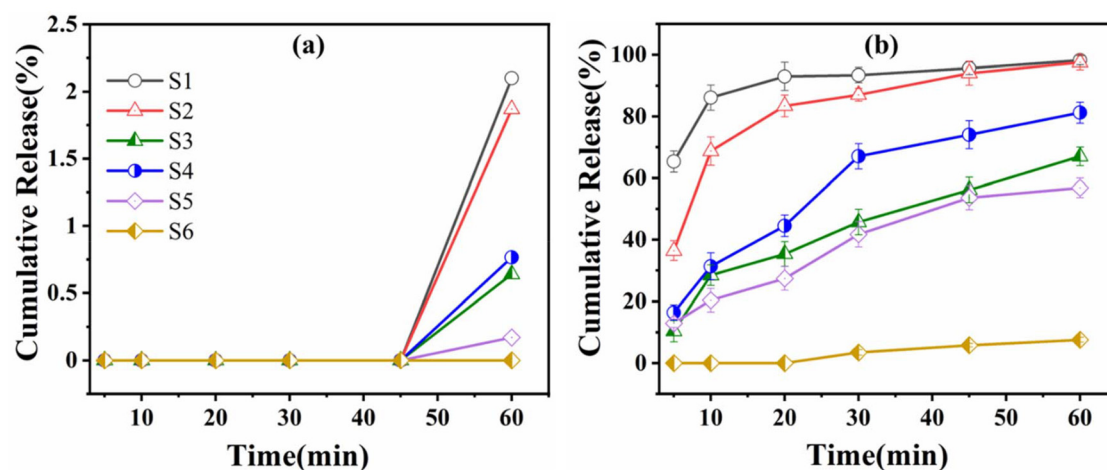 (a)
Cumulative Release(%)
2.5
2
1.5
1
0.5
0
S1
S2
S3
S4
S5
S6
10 20 30 40 50 60
Time(min)
(b)
Cumulative Release(%)
100
80
60
40
20
0
10 20 30 40 50 60
Time(min)